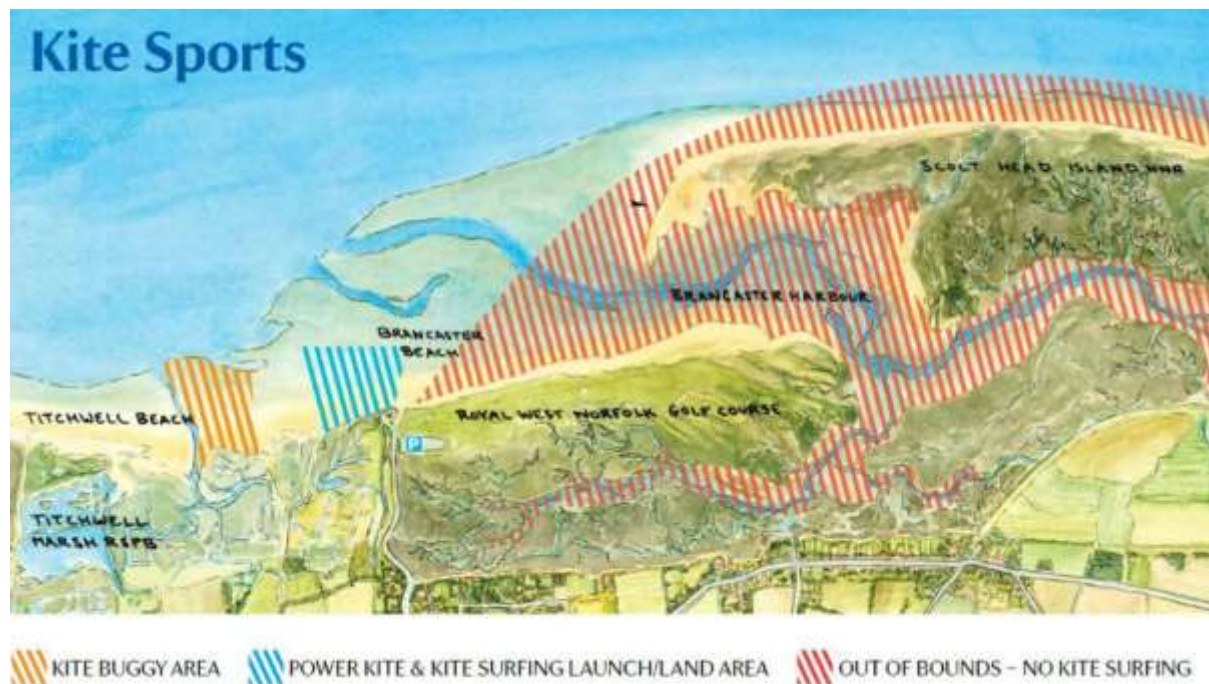 Kite Sports
SCOLT HEAD ISLAND NNR
BRANCASTER HARBOUR
BRANCASTER
BEACH
TITCHWELL BEACH
ROYAL WEST NORFOLK GOLF COURSE
P
TITCHWELL
MARSH RSPB
KITE BUGGY AREA
POWER KITE & KITE SURFING LAUNCH/LAND AREA
OUT OF BOUNDS – NO KITE SURFING